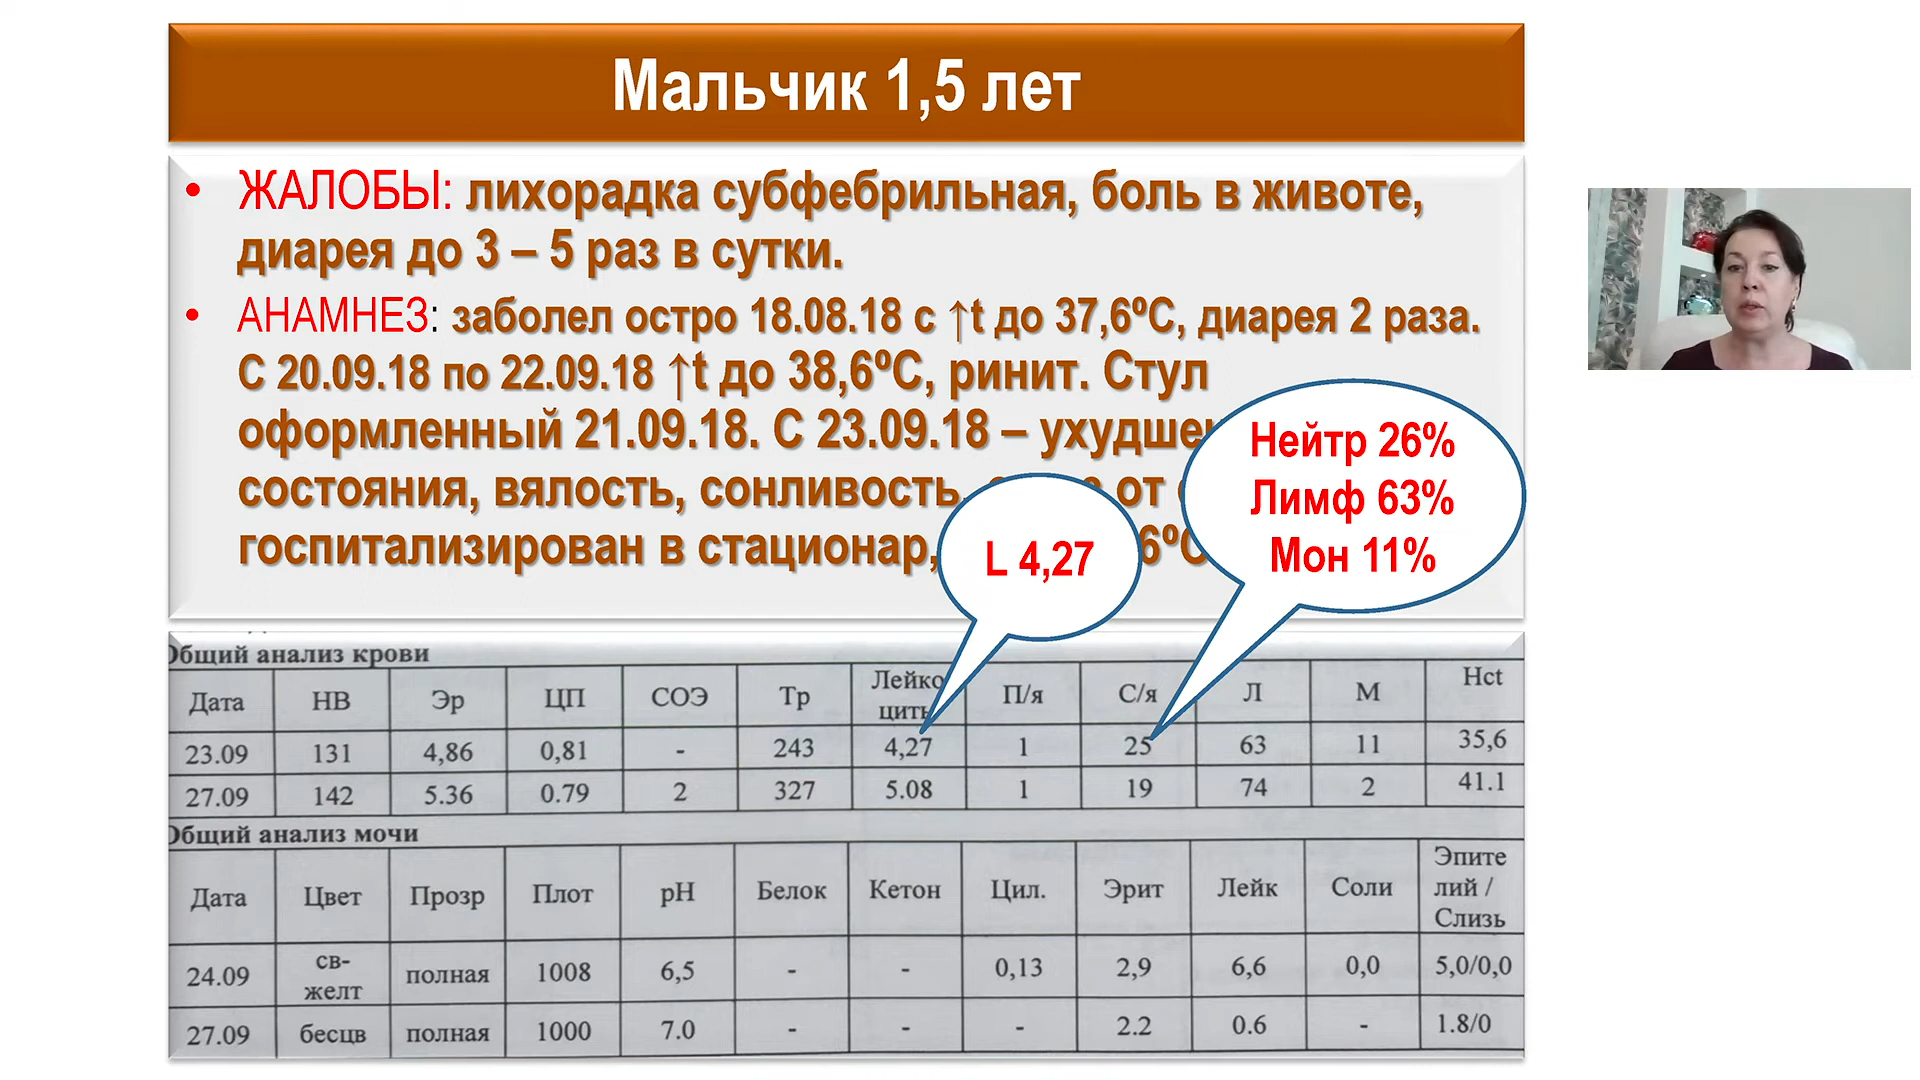 Мальчик 1,5 лет
• ЖАЛОБЫ: лихорадка субфебрильная, боль в животе,
диарея до 3 – 5 раз в сутки.
• АНАМНЕЗ: заболел остро 18.08.18 с ↑t до 37,6ºС, диарея 2 раза.
С 20.09.18 по 22.09.18 ↑t до 38,6ºС, ринит. Стул
оформленный 21.09.18. С 23.09.18 –
состояния, вялость, сонливость, от
госпитализирован в стационар, 6ºС
Нейтр 26%
Лимф 63%
Мон 11%
L 4,27
Общий анализ крови
Дата НВ Эр ЦП СОЭ Тр Лейко П/я С/я Л М Hct
циты
23.09 131 4,86 0,81 - 243 4,27 1 25 63 11 35,6
27.09 142 5.36 0.79 2 327 5.08 1 19 74 2 41.1
Общий анализ мочи
Дата Цвет Прозр Плот рН Белок Кетон Цил. Эрит Лейк Соли Эпите
лий /
Слизь
24.09 св- полная 1008 6,5 - - 0,13 2,9 6,6 0,0 5,0/0,0
желт
27.09 бесцв полная 1000 7.0 - - - 2.2 0.6 - 1.8/0